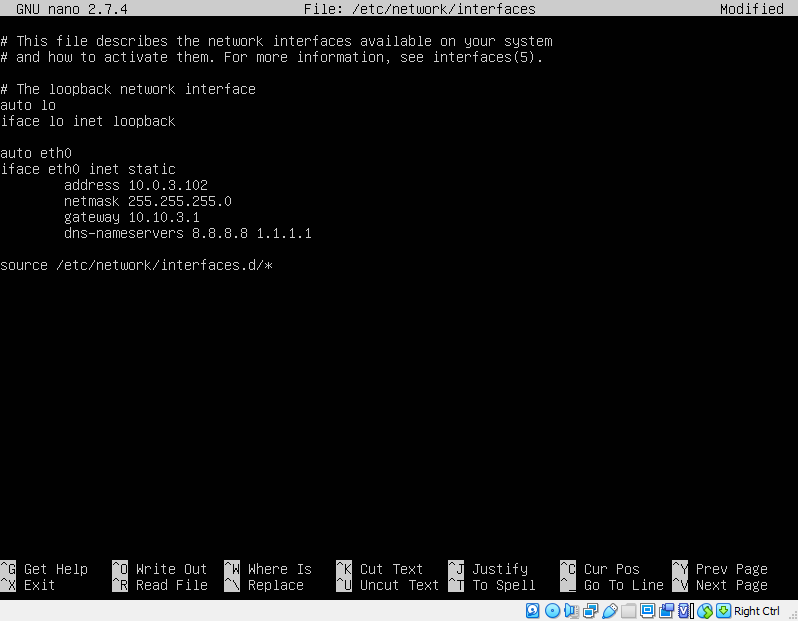 GNU nano 2.7.4 File: /etc/network/interfaces Modified
# This file describes the network interfaces available on your system
# and how to activate them. For more information, see interfaces(5).
# The loopback network interface
auto lo
iface lo inet loopback
auto eth0
iface eth0 inet static
address 10.0.3.102
netmask 255.255.255.0
gateway 10.10.3.1
dns-nameservers 8.8.8.8 1.1.1.1
source /etc/network/interfaces.d/*
^G Get Help ^O Write Out ^W Where Is ^K Cut Text ^J Justify ^C Cur Pos ^Y Prev Page
^X Exit ^R Read File ^\ Replace ^U Uncut Text ^T To Spell ^_ Go To Line ^V Next Page
Right Ctrl